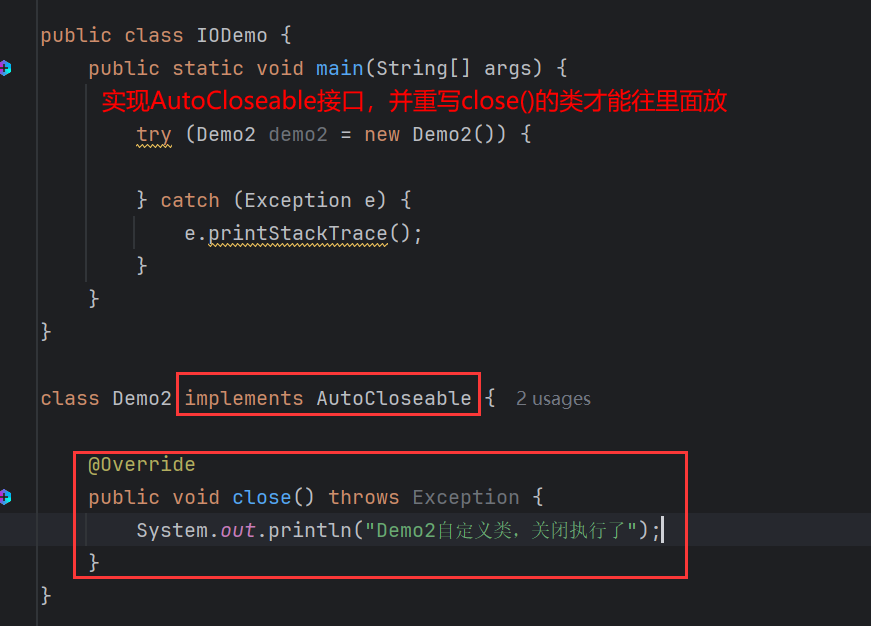 public class IODemo {
public static void main(String[] args) {
实现AutoCloseable接口，并重写close()的类才能往里面放
try (Demo2 demo2 = new Demo2()) {
} catch (Exception e) {
e.printStackTrace();
}
}
}
class Demo2 implements AutoCloseable { 2 usages
@Override
public void close() throws Exception {
System.out.println("Demo2自定义类，关闭执行了");
}
}